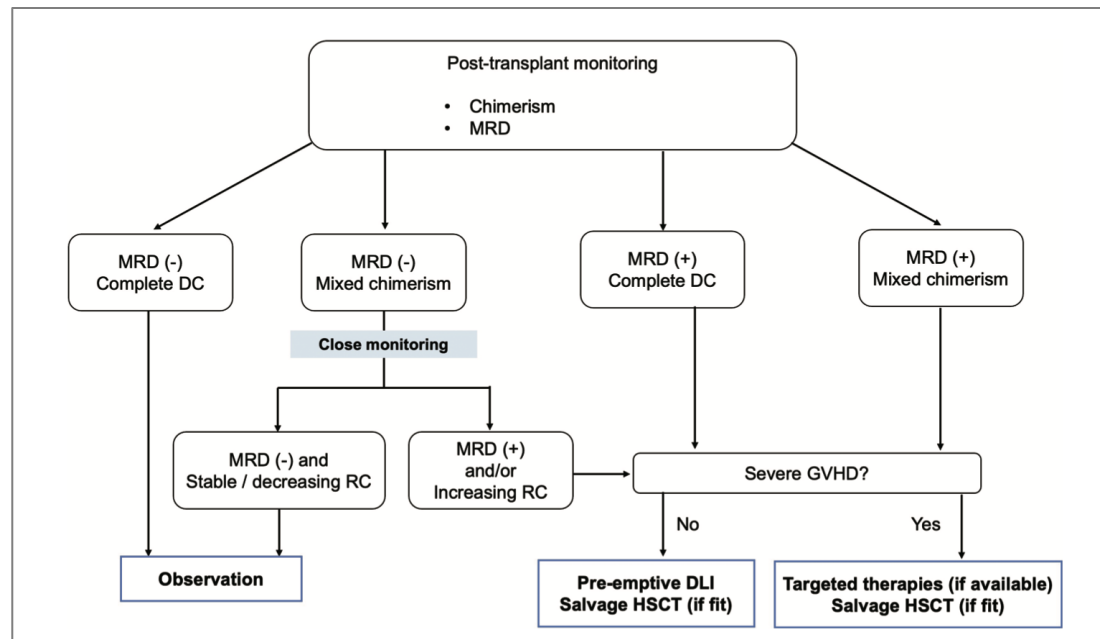 Post-transplant monitoring
• Chimerism
• MRD
MRD (-)
Complete DC
MRD (-)
Mixed chimerism
MRD (+)
Complete DC
MRD (+)
Mixed chimerism
Close monitoring
MRD (-) and
Stable / decreasing RC
MRD (+)
and/or
Increasing RC
Severe GVHD?
No
Yes
Observation
Pre-emptive DLI
Salvage HSCT (if fit)
Targeted therapies (if available)
Salvage HSCT (if fit)